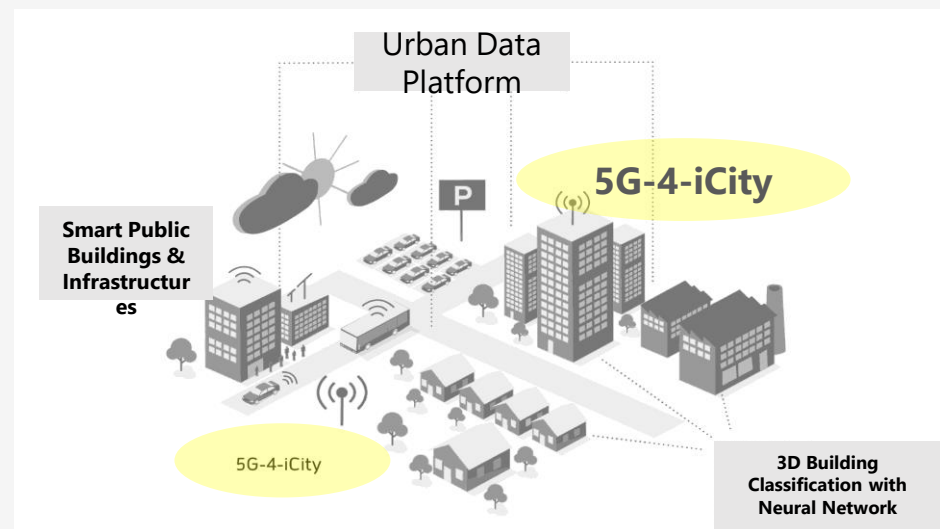 Urban Data
Platform
5G-4-iCity
P
Smart Public
Buildings &
Infrastructur
es
5G-4-iCity
3D Building
Classification with
Neural Network